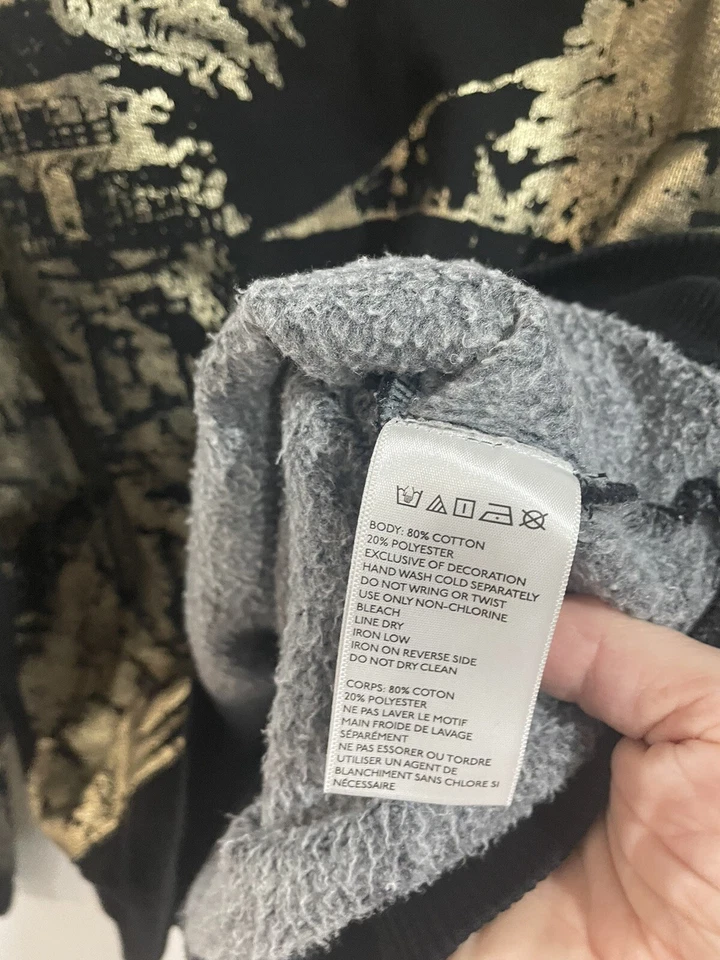 BODY: 80% COTTON
20% POLYESTER
EXCLUSIVE OF DECORATION
HAND WASH COLD SEPARATELY
DO NOT WRING OR TWIST
USE ONLY NON-CHLORINE
BLEACH
LINE DRY
IRON LOW
IRON ON REVERSE SIDE
DO NOT DRY CLEAN
CORPS: 80% COTON
20% POLYESTER
NE PAS LAVER LE MOTIF
MAIN FROIDE DE LAVAGE
SÉPARÉMENT
NE PAS ESSORER OU TORDRE
UTILISER UN AGENT DE
BLANCHIMENT SANS CHLORE SI
NÉCESSAIRE